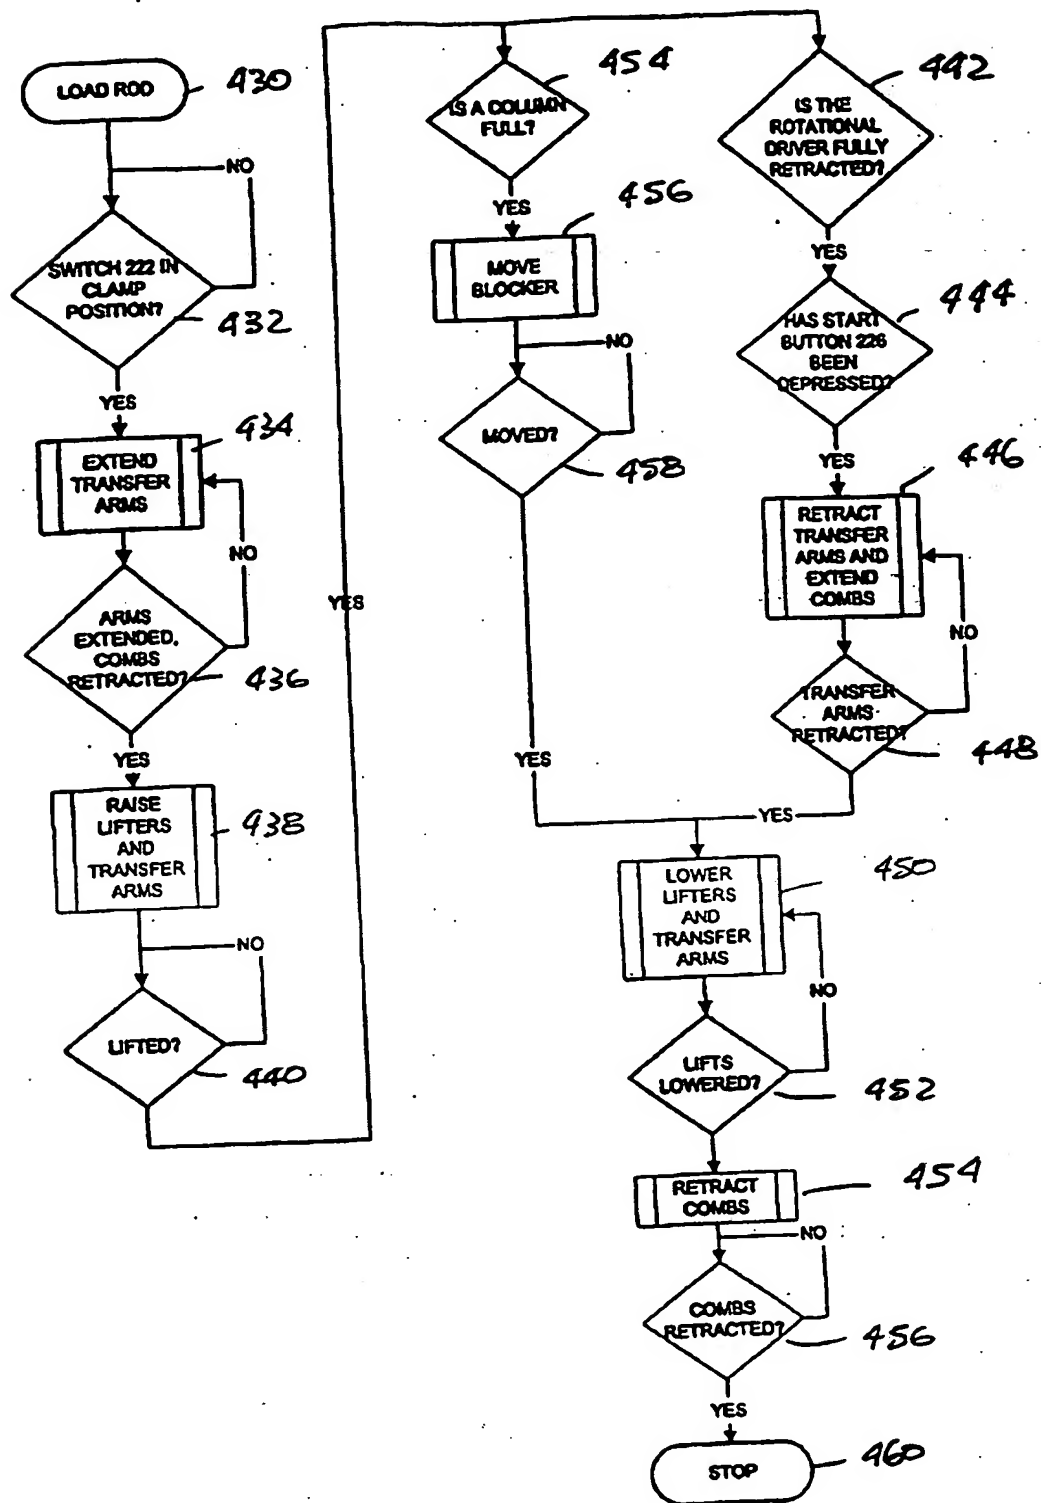 LOAD ROD
430
NO
SWITCH 222 IN
CLAMP
POSITION?
432
YES
434
EXTEND
TRANSFER
ARMS
NO
ARMS
EXTENDED,
COMBS
RETRACTED?
436
YES
RAISE
LIFTERS
AND
TRANSFER
ARMS
438
NO
LIFTED?
440
YES
454
IS A COLUMN
FULL?
YES
456
MOVE
BLOCKER
NO
MOVED?
458
YES
442
IS THE
ROTATIONAL
DRIVER FULLY
RETRACTED?
YES
444
HAS START
BUTTON 226
BEEN
DEPRESSED?
YES
446
RETRACT
TRANSFER
ARMS AND
EXTEND
COMBS
NO
TRANSFER
ARMS
RETRACTED?
448
YES
LOWER
LIFTERS
AND
TRANSFER
ARMS
450
NO
LIFTS
LOWERED?
452
RETRACT
COMBS
454
NO
COMBS
RETRACTED?
456
YES
STOP
460